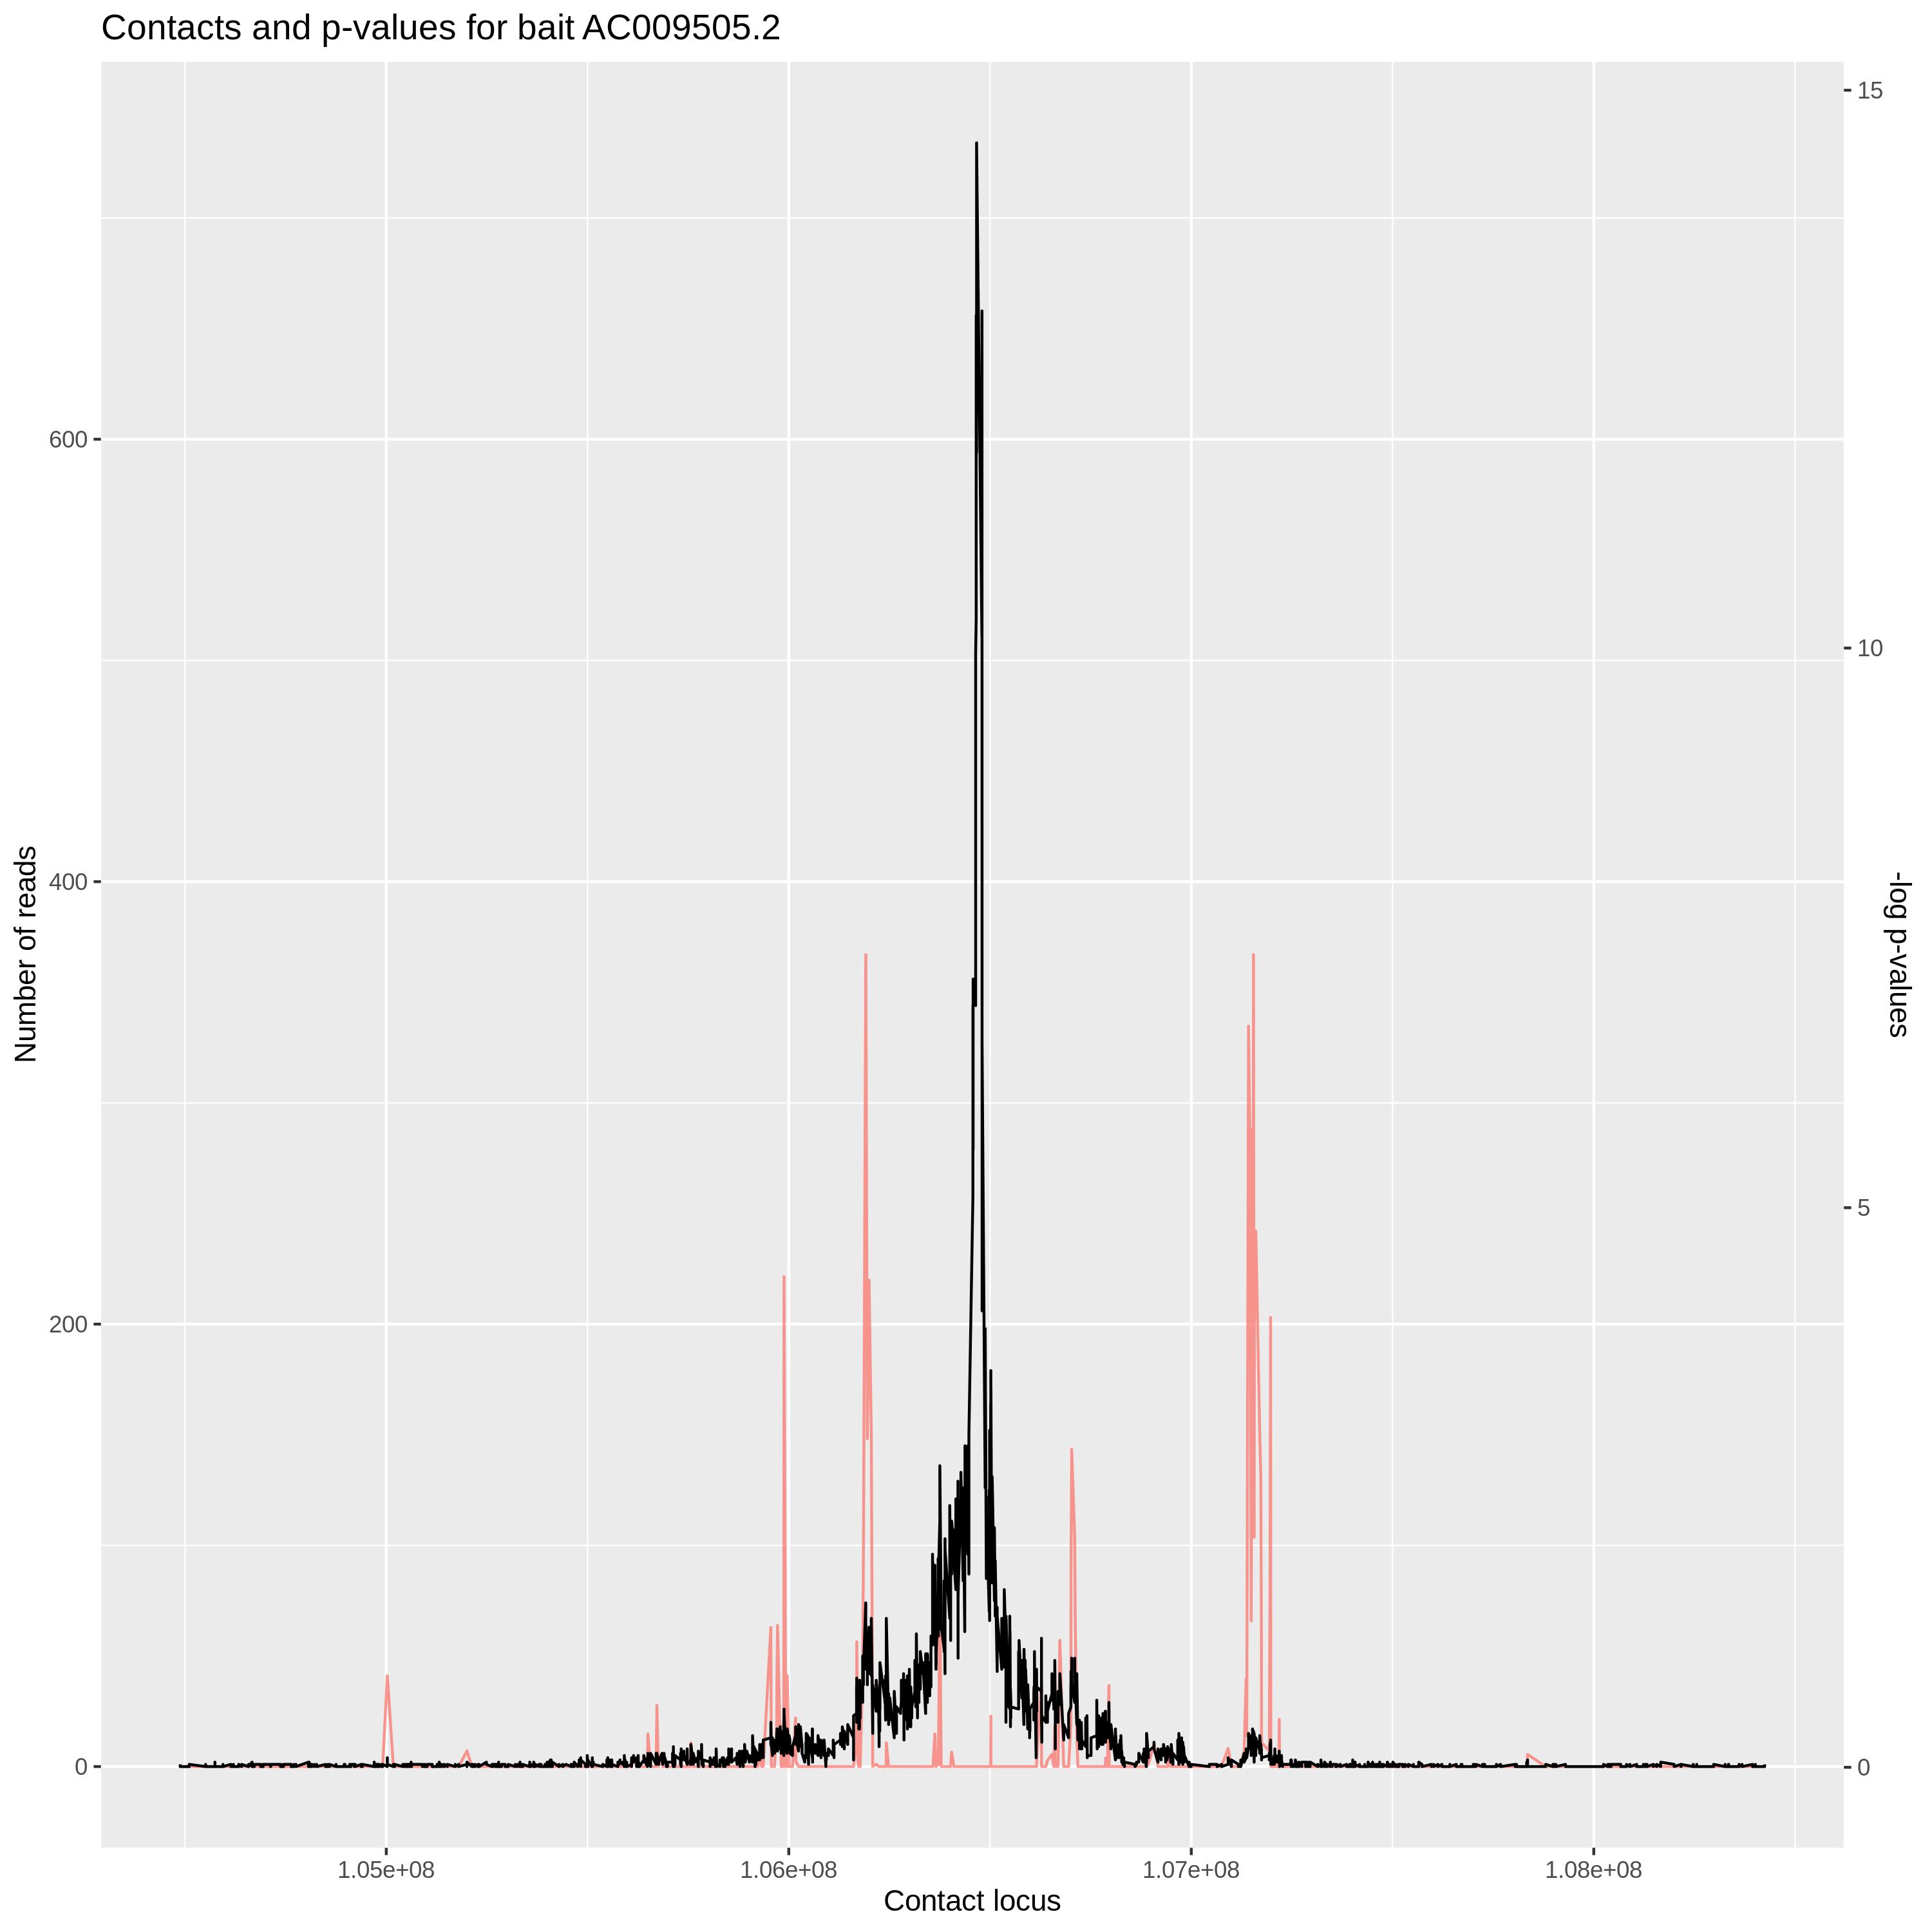 Contacts and p-values for bait AC009505.2
15
600
10
400
Number of reads
-log p-values
5
200
0
0
1.05e+08
1.06e+08
1.07e+08
1.08e+08
Contact locus